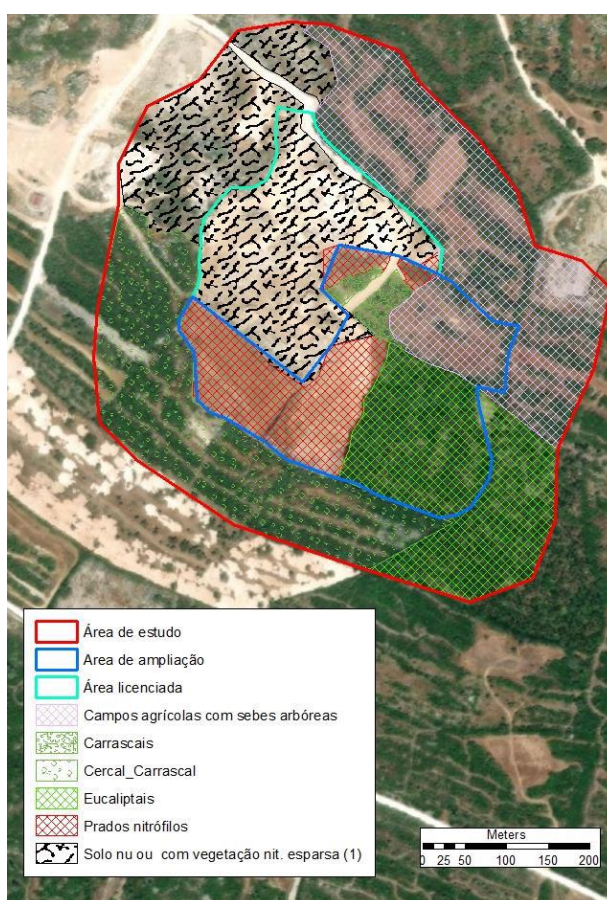 Área de estudo
Area de ampliação
Área licenciada
Campos agrícolas com sebes arbóreas
Carrascais
Cercal_Carrascal
Eucaliptais
Prados nitrófilos
Solo nu ou com vegetação nit. esparsa (1)
Meters
0 25 50 100 150 200